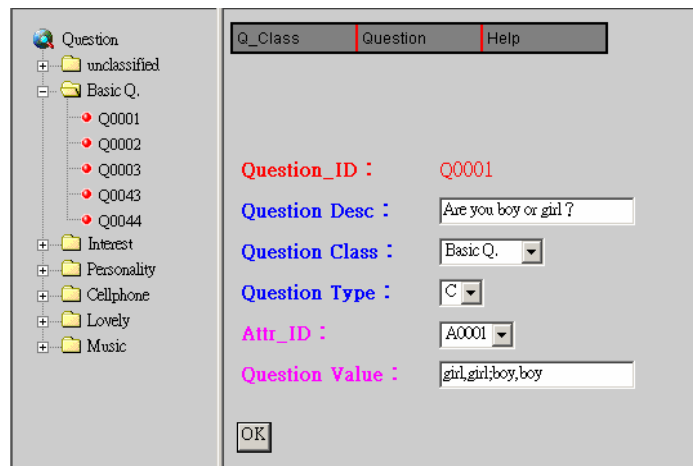 Question
unclassified
Basic Q.
Q0001
Q0002
Q0003
Q0043
Q0044
Interest
Personality
Cellphone
Lovely
Music
Q_Class Question Help
Question_ID : Q0001
Question Desc : Are you boy or girl ?
Question Class : Basic Q.
Question Type : C
Attr_ID : A0001
Question Value : girl,girl;boy,boy
OK